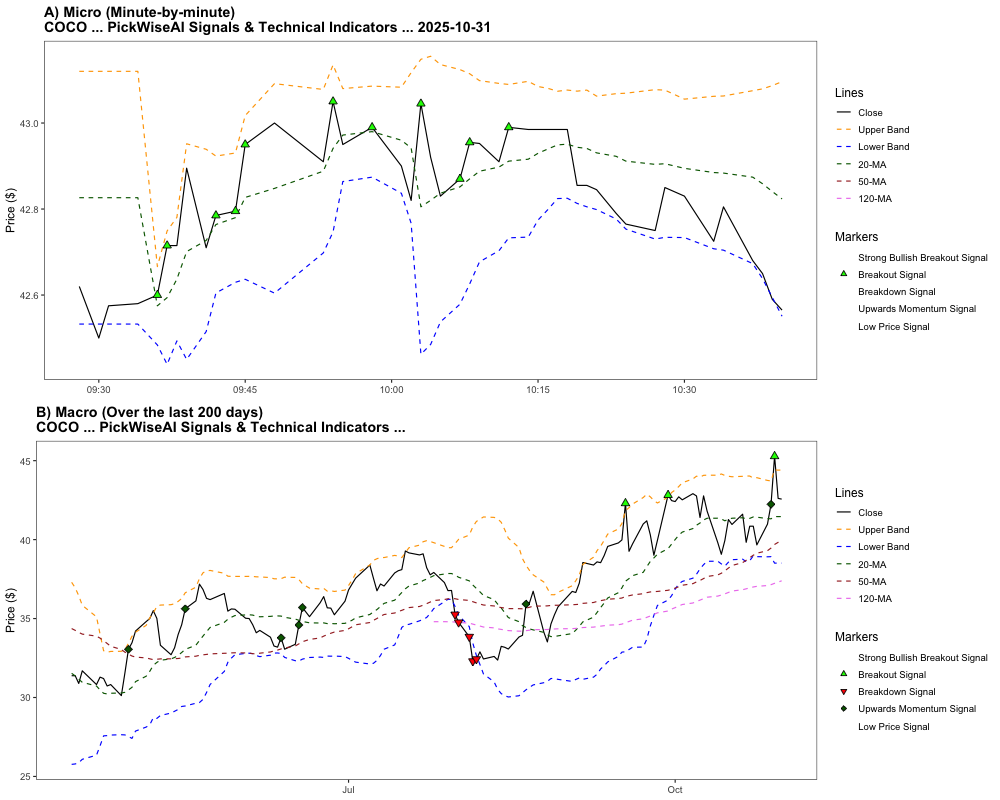 A) Micro (Minute-by-minute)
COCO ... PickWiseAI Signals & Technical Indicators ... 2025-10-31
Price ($)
43.0
42.8
42.6
09:30
09:45
10:00
10:15
10:30
Lines
Close
Upper Band
Lower Band
20-MA
50-MA
120-MA
Markers
Strong Bullish Breakout Signal
Breakout Signal
Breakdown Signal
Upwards Momentum Signal
Low Price Signal
B) Macro (Over the last 200 days)
COCO ... PickWiseAI Signals & Technical Indicators ...
Price ($)
45
40
35
30
25
Jul
Oct
Lines
Close
Upper Band
Lower Band
20-MA
50-MA
120-MA
Markers
Strong Bullish Breakout Signal
Breakout Signal
Breakdown Signal
Upwards Momentum Signal
Low Price Signal